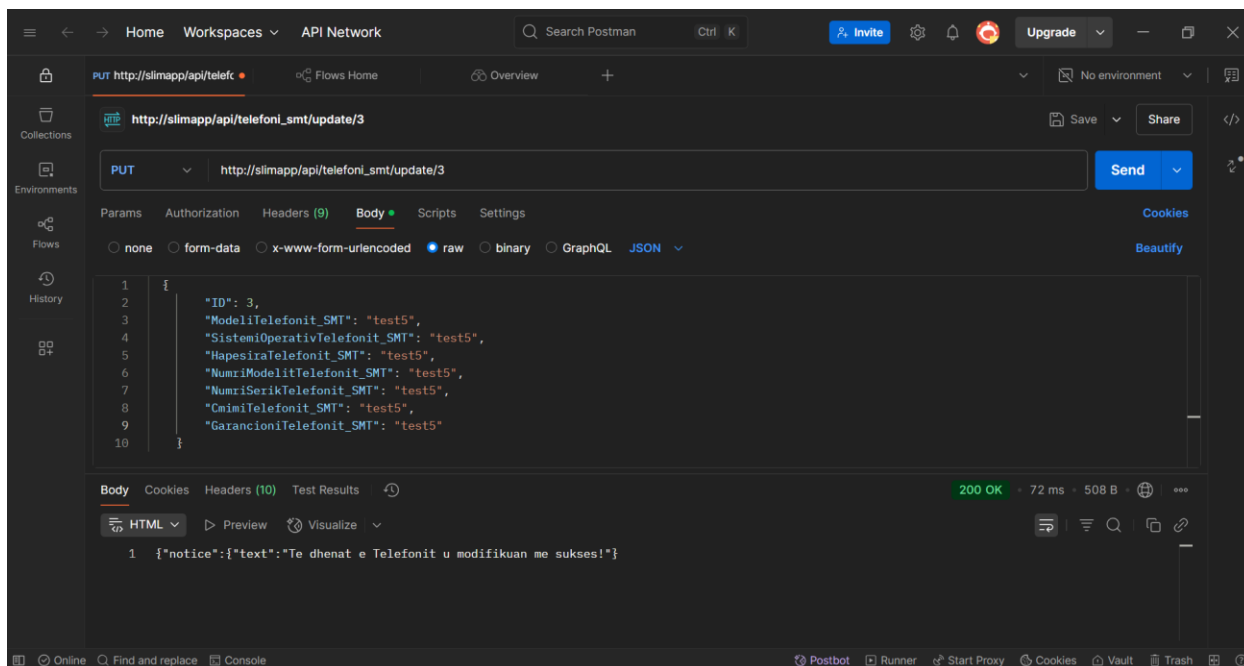 Home Workspaces API Network Search Postman Ctrl K Invite Upgrade
PUT http://slimapp/api/telefc Flows Home Overview No environment
Collections
Environments
Flows
History
http://slimapp/api/telefoni_smt/update/3 Save Share
PUT http://slimapp/api/telefoni_smt/update/3 Send
Params Authorization Headers (9) Body Scripts Settings Cookies
none form-data x-www-form-urlencoded raw binary GraphQL JSON Beautify
1 {
2 "ID": 3,
3 "ModeliTelefonit_SMT": "test5",
4 "SistemiOperativTelefonit_SMT": "test5",
5 "HapesiraTelefonit_SMT": "test5",
6 "NumriModelitTelefonit_SMT": "test5",
7 "NumriSerikTelefonit_SMT": "test5",
8 "CmimiTelefonit_SMT": "test5",
9 "GarancioniTelefonit_SMT": "test5"
10 }
Body Cookies Headers (10) Test Results 200 OK 72 ms 508 B
HTML Preview Visualize
1 {"notice":{"text":"Te dhenat e Telefonit u modifikuan me sukses!"}
Online Find and replace Console Postbot Runner Start Proxy Cookies Vault Trash